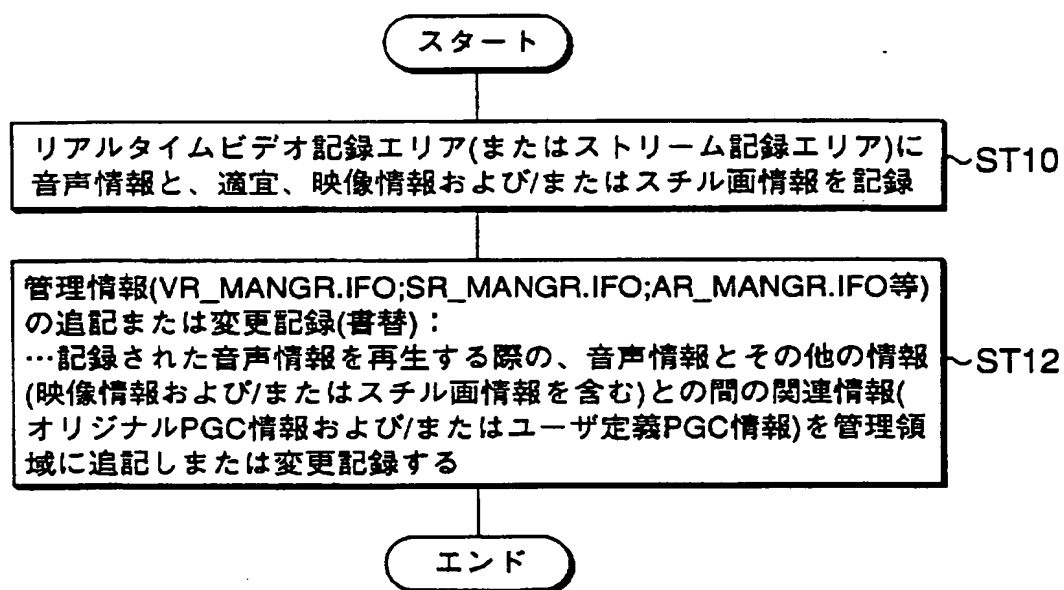 スタート
リアルタイムビデオ記録エリア(またはストリーム記録エリア)に
音声情報と、適宜、映像情報および/またはスチル画情報を記録
~ST10
管理情報(VR_MANGR.IFO;SR_MANGR.IFO;AR_MANGR.IFO等)
の追記または変更記録(書替)：
…記録された音声情報を再生する際の、音声情報とその他の情報
(映像情報および/またはスチル画情報を含む)との間の関連情報(
オリジナルPGC情報および/またはユーザ定義PGC情報)を管理領
域に追記しまたは変更記録する
~ST12
エンド